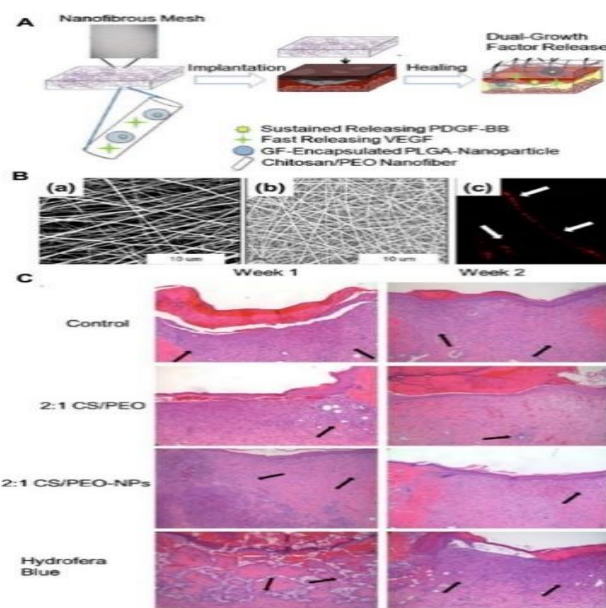 A
Nanofibrous Mesh
Implantation
Healing
Dual-Growth
Factor Release
Sustained Releasing PDGF-BB
Fast Releasing VEGF
GF-Encapsulated PLGA-Nanoparticle
Chitosan/PEO Nanofiber
B
(a)
(b)
(c)
10 um
10 um
C
Week 1
Week 2
Control
2:1 CS/PEO
2:1 CS/PEO-NPs
Hydrofera
Blue